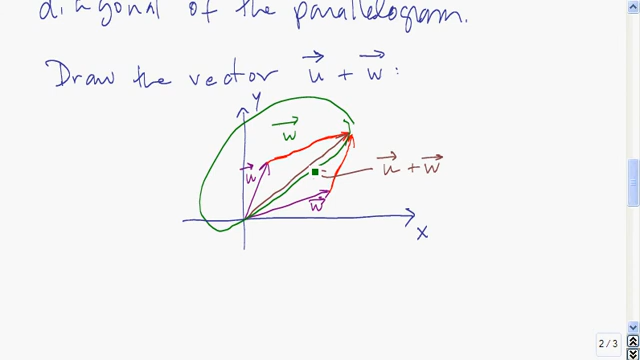 diagonal of the parallelogram.
Draw the vector u⃗ + w⃗ :
y
w⃗
u⃗
u⃗ + w⃗
w⃗
x
2 / 3